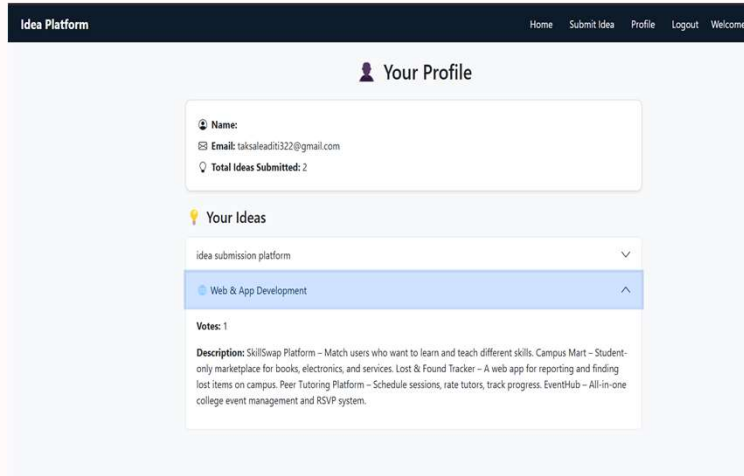 Idea Platform
Home Submit Idea Profile Logout Welcome
Your Profile
Name:
Email: taksaleaditi322@gmail.com
Total Ideas Submitted: 2
Your Ideas
idea submission platform
Web & App Development
Votes: 1
Description: SkillSwap Platform – Match users who want to learn and teach different skills. Campus Mart – Student-
only marketplace for books, electronics, and services. Lost & Found Tracker – A web app for reporting and finding
lost items on campus. Peer Tutoring Platform – Schedule sessions, rate tutors, track progress. EventHub – All-in-one
college event management and RSVP system.